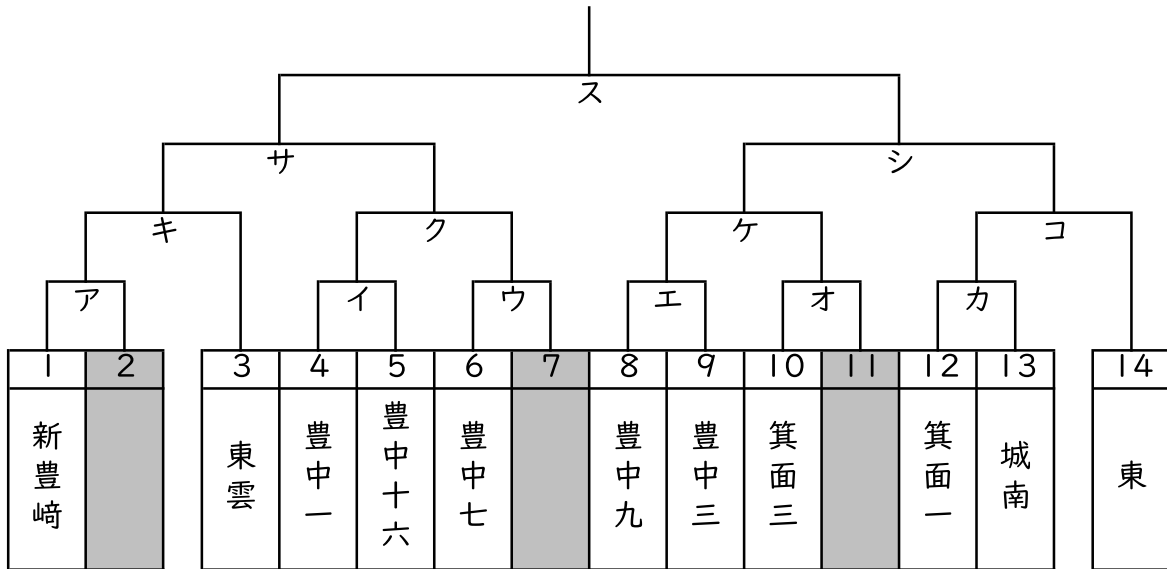 ス
サ シ
キ ク ケ コ
ア イ ウ エ オ カ
1 2 3 4 5 6 7 8 9 10 11 12 13 14
新豊崎
東雲
豊中一
豊中十六
豊中七
豊中九
豊中三
箕面三
箕面一
城南
東